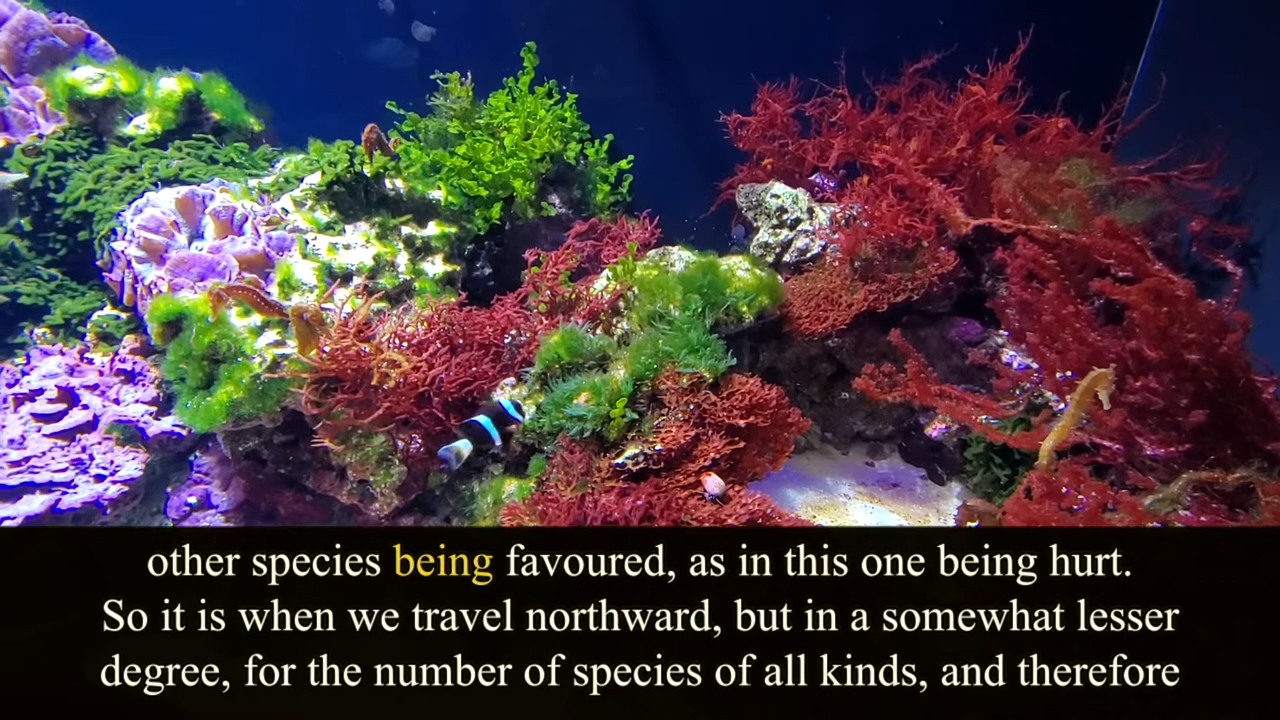 other species being favoured, as in this one being hurt.
So it is when we travel northward, but in a somewhat lesser
degree, for the number of species of all kinds, and therefore